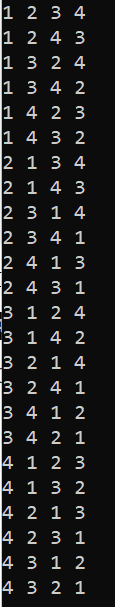 1 2 3 4
1 2 4 3
1 3 2 4
1 3 4 2
1 4 2 3
1 4 3 2
2 1 3 4
2 1 4 3
2 3 1 4
2 3 4 1
2 4 1 3
2 4 3 1
3 1 2 4
3 1 4 2
3 2 1 4
3 2 4 1
3 4 1 2
3 4 2 1
4 1 2 3
4 1 3 2
4 2 1 3
4 2 3 1
4 3 1 2
4 3 2 1